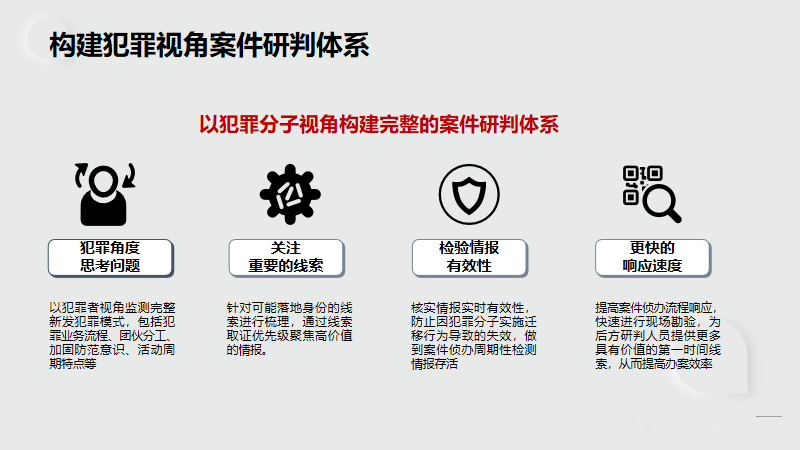 构建犯罪视角案件研判体系
以犯罪分子视角构建完整的案件研判体系
犯罪角度
思考问题
关注
重要的线索
检验情报
有效性
更快的
响应速度
以犯罪者视角监测完整
新发犯罪模式，包括犯
罪业务流程、团伙分工、
加固防范意识、活动周
期特点等
针对可能落地身份的线
索进行梳理，通过线索
取证优先级聚焦高价值
的情报。
核实情报实时有效性，
防止因犯罪分子实施迁
移行为导致的失效，做
到案件侦办周期性检测
情报存活
提高案件侦办流程响应，
快速进行现场勘验，为
后方研判人员提供更多
具有价值的第一时间线
索，从而提高办案效率